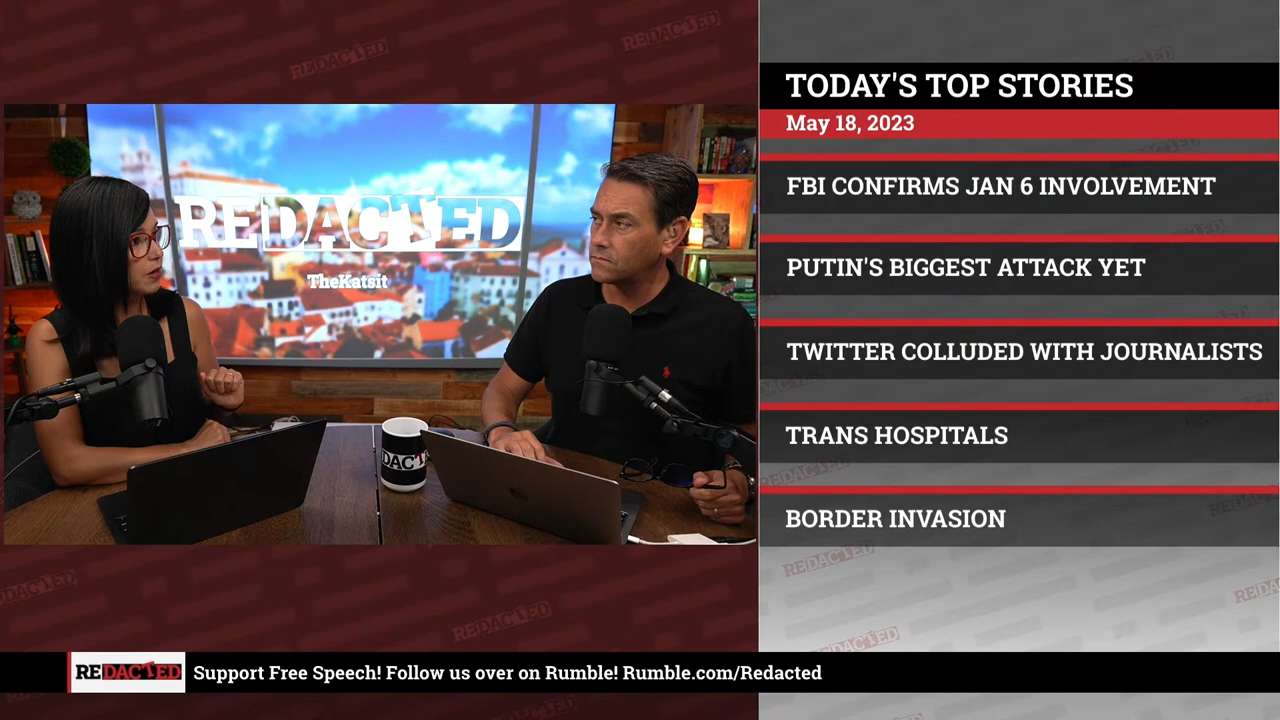 REDACTED
TheKatsit
DACT
TODAY'S TOP STORIES
May 18, 2023
FBI CONFIRMS JAN 6 INVOLVEMENT
PUTIN'S BIGGEST ATTACK YET
TWITTER COLLUDED WITH JOURNALISTS
TRANS HOSPITALS
BORDER INVASION
REDACTED
Support Free Speech! Follow us over on Rumble! Rumble.com/Redacted